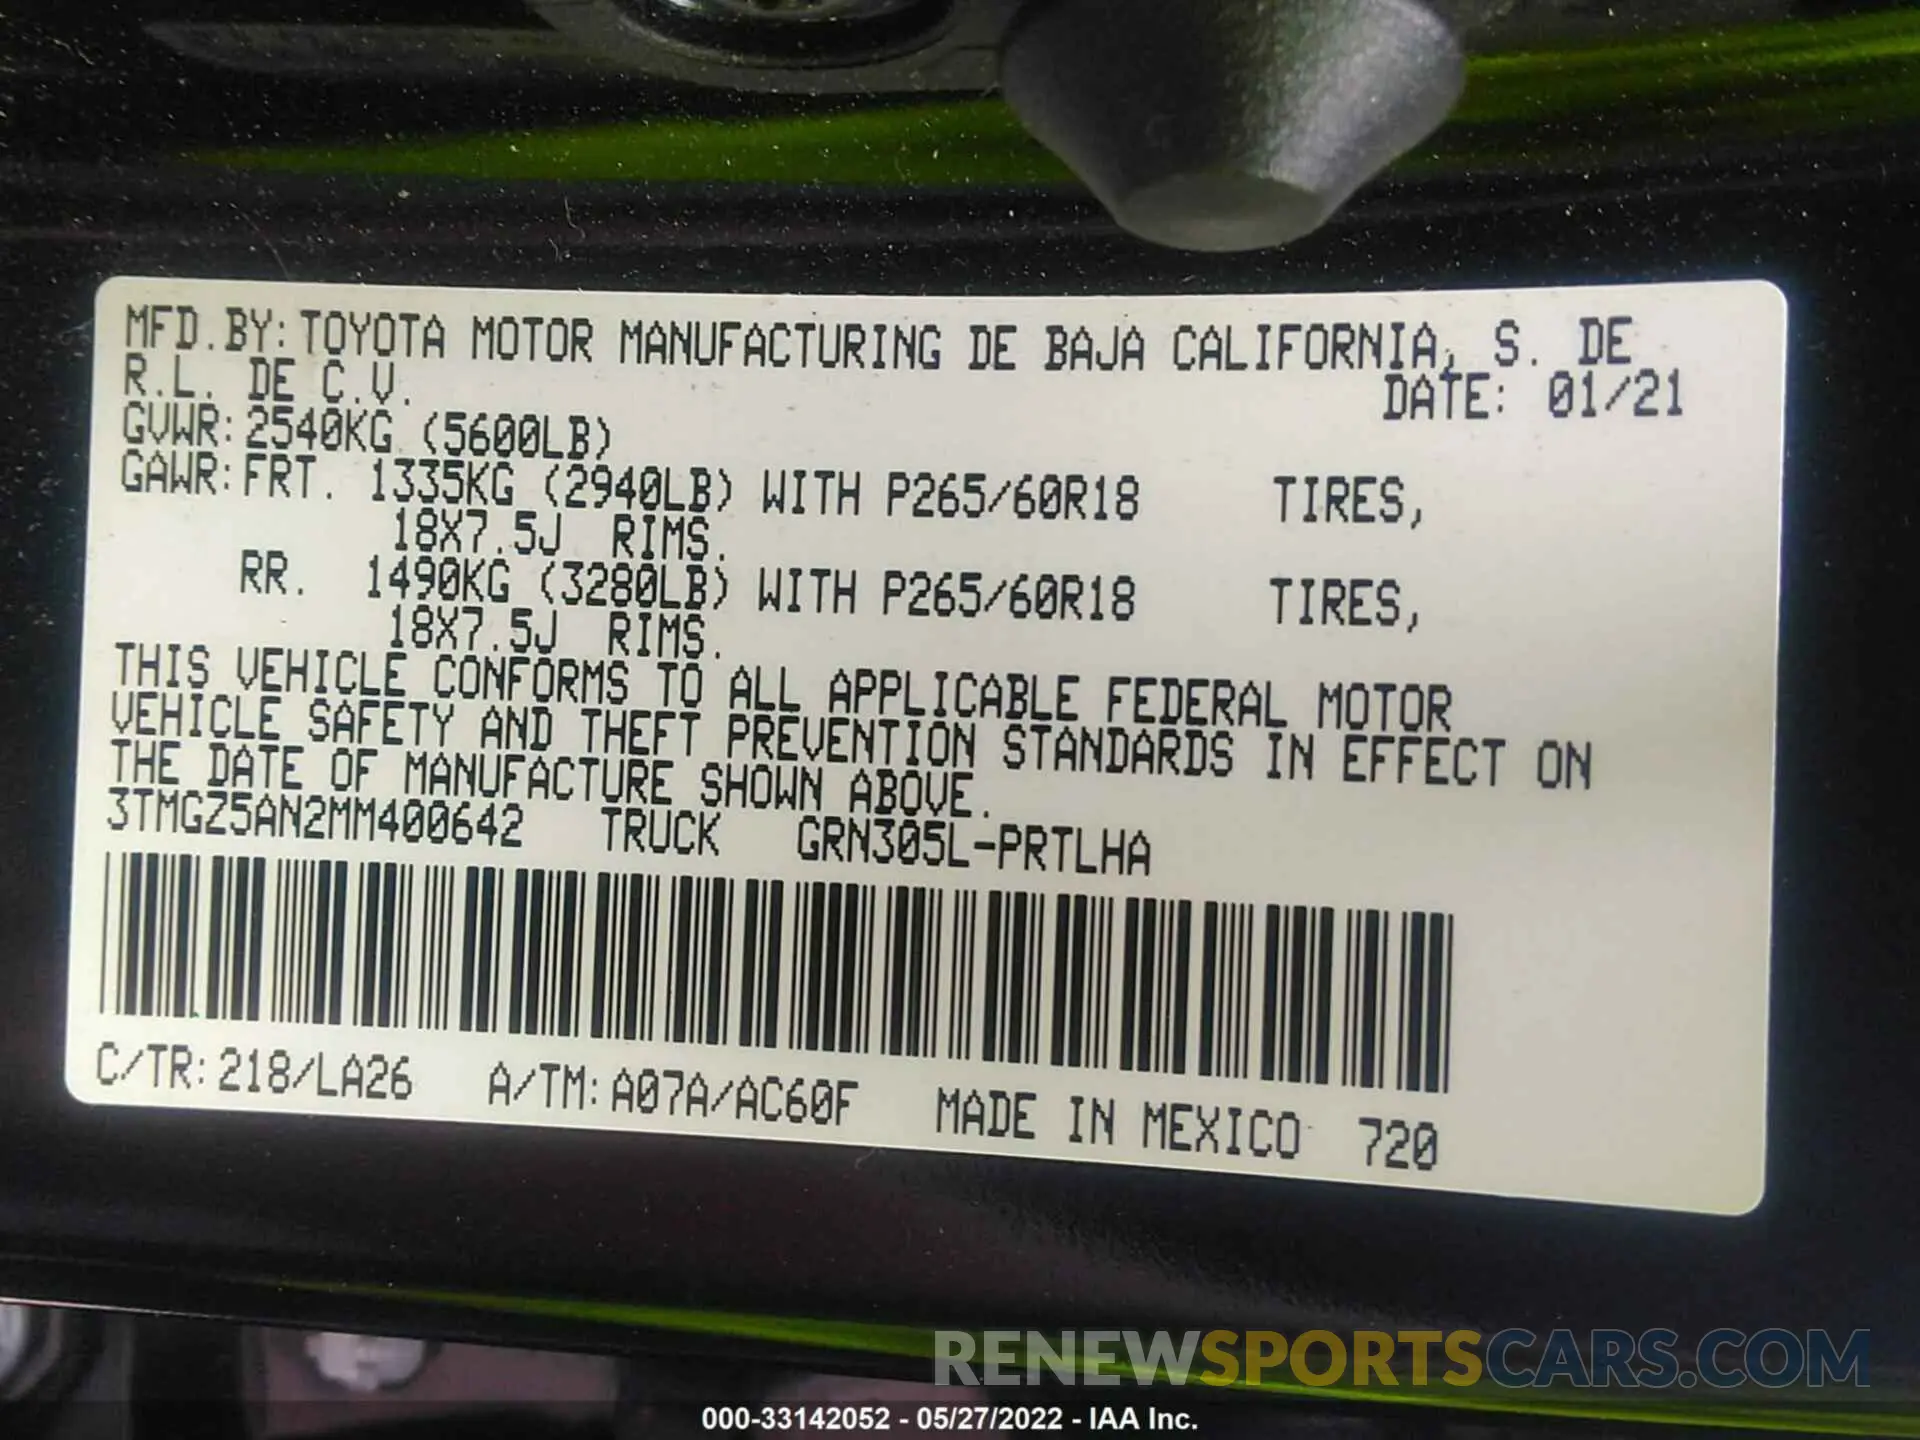 MFD.BY: TOYOTA MOTOR MANUFACTURING DE BAJA CALIFORNIA, S. DE
R.L. DE C.V.
DATE: 01/21
GVWR: 2540KG (5600LB)
GAWR: FRT. 1335KG (2940LB) WITH P265/60R18 TIRES,
18X7.5J RIMS.
RR. 1490KG (3280LB) WITH P265/60R18 TIRES,
18X7.5J RIMS.
THIS VEHICLE CONFORMS TO ALL APPLICABLE FEDERAL MOTOR
VEHICLE SAFETY AND THEFT PREVENTION STANDARDS IN EFFECT ON
THE DATE OF MANUFACTURE SHOWN ABOVE.
3TMGZ5AN2MM400642 TRUCK GRN305L-PRTLHA
C/TR: 218/LA26 A/TM: A07A/AC60F MADE IN MEXICO 720
RENEWSPORTSCARS.COM
000-33142052 - 05/27/2022 - IAA Inc.